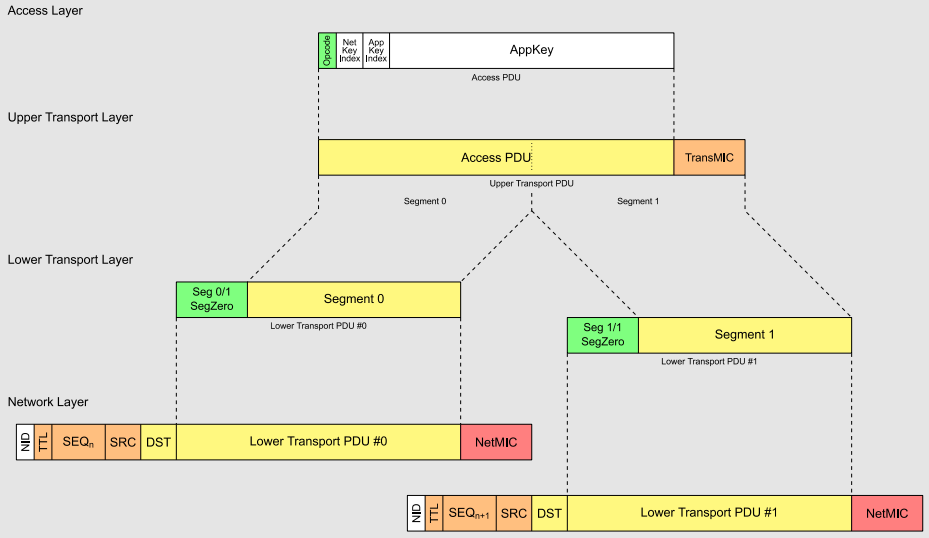 Access Layer
Opcode
Net
Key
Index
App
Key
Index
AppKey
Access PDU
Upper Transport Layer
Access PDU
TransMIC
Upper Transport PDU
Segment 0
Segment 1
Lower Transport Layer
Seg 0/1
SegZero
Segment 0
Lower Transport PDU #0
Seg 1/1
SegZero
Segment 1
Lower Transport PDU #1
Network Layer
NID
TTL
SEQn
SRC
DST
Lower Transport PDU #0
NetMIC
NID
TTL
SEQn+1
SRC
DST
Lower Transport PDU #1
NetMIC